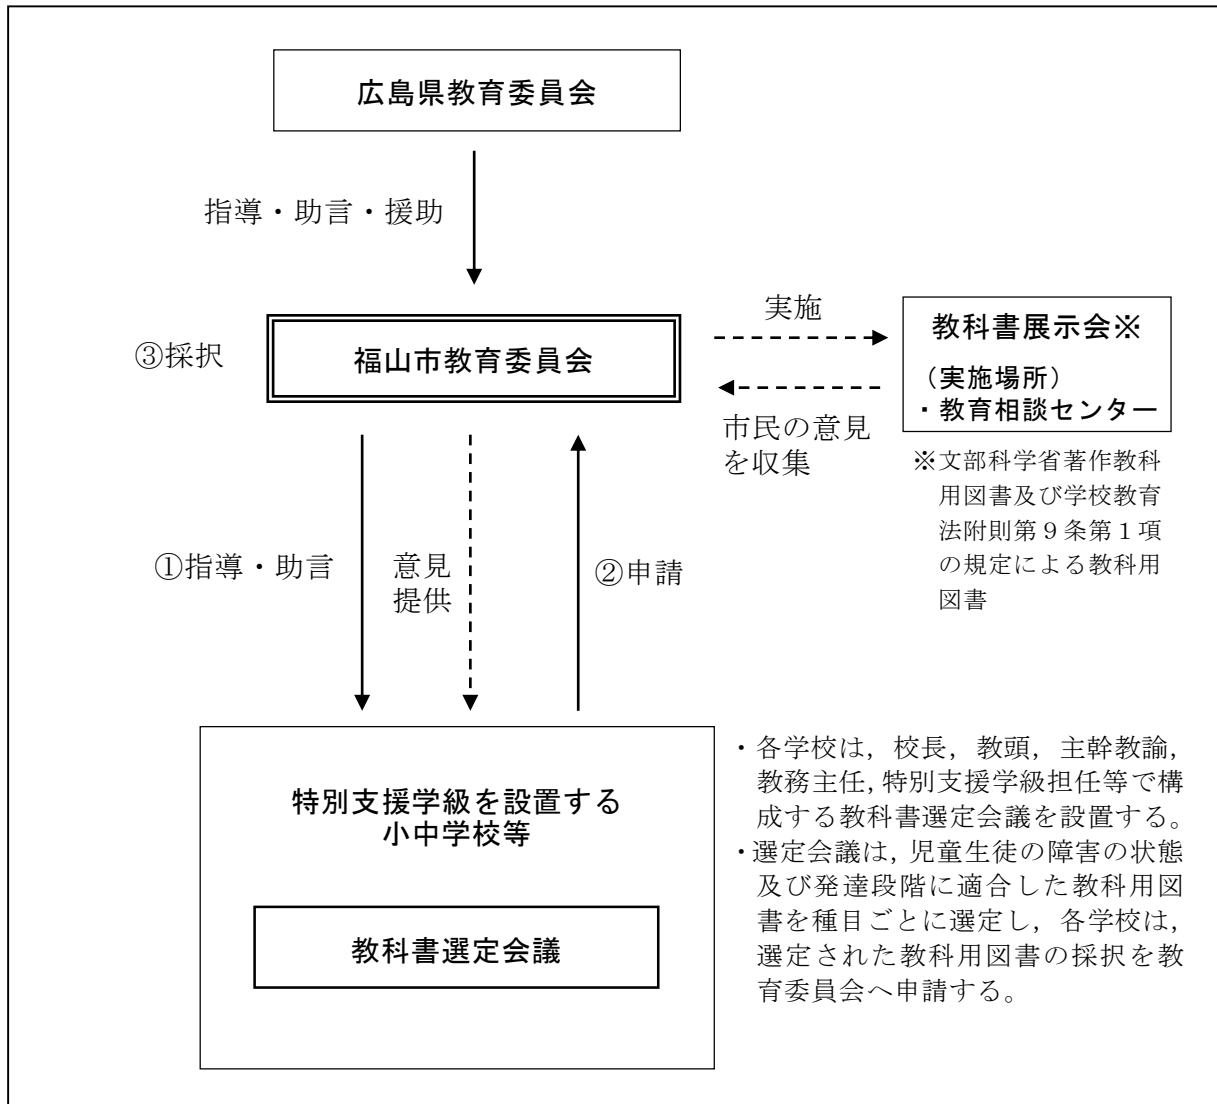 広島県教育委員会
指導・助言・援助
実施
教科書展示会※
③採択
福山市教育委員会
（実施場所）
・教育相談センター
市民の意見
を収集
※文部科学省著作教科
用図書及び学校教育
法附則第９条第１項
の規定による教科用
図書
①指導・助言
意見
提供
②申請
特別支援学級を設置する
小中学校等
教科書選定会議
・各学校は，校長，教頭，主幹教諭，
教務主任，特別支援学級担任等で構
成する教科書選定会議を設置する。
・選定会議は，児童生徒の障害の状態
及び発達段階に適合した教科用図
書を種目ごとに選定し，各学校は，
選定された教科用図書の採択を教
育委員会へ申請する。